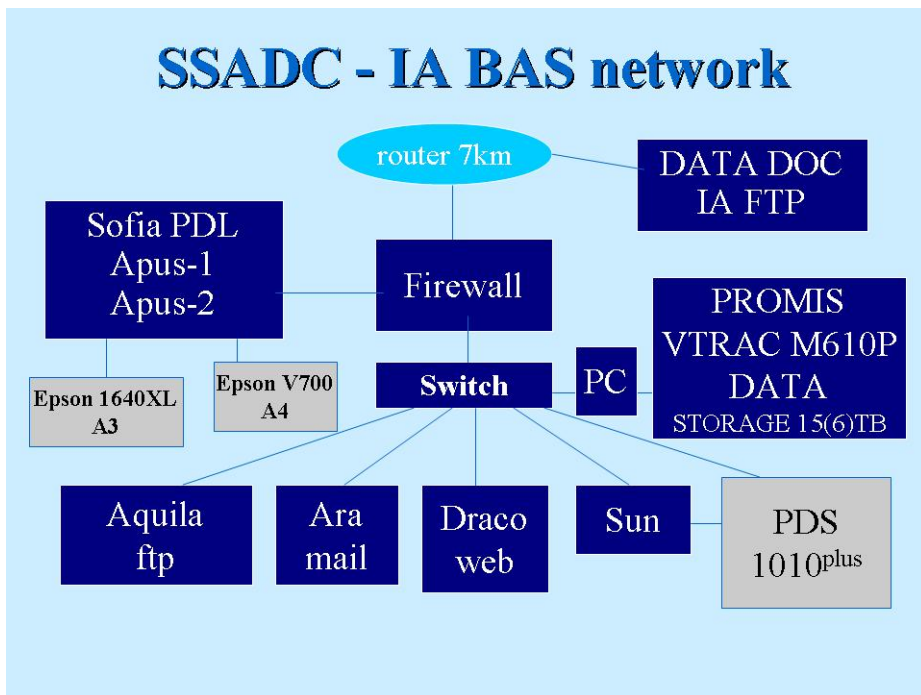 SSADC - IA BAS network
router 7km
DATA DOC
IA FTP
Sofia PDL
Apus-1
Apus-2
Firewall
PROMIS
VTRAC M610P
DATA
STORAGE 15(6)TB
Epson 1640XL
A3
Epson V700
A4
Switch
PC
Aquila
ftp
Ara
mail
Draco
web
Sun
PDS
1010plus